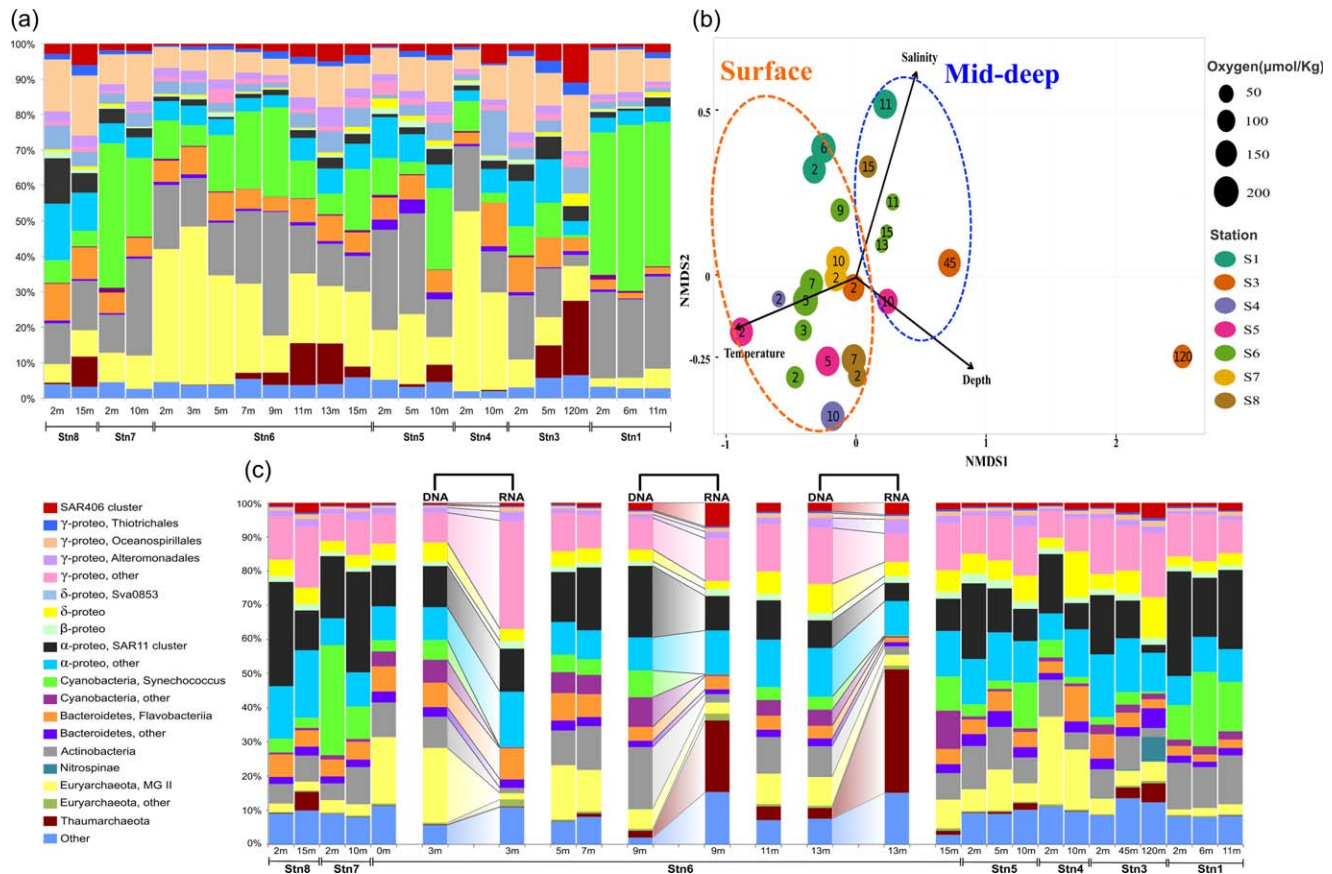 (a)
100%
90%
80%
70%
60%
50%
40%
30%
20%
10%
0%
2m 15m 2m 10m 2m 3m 5m 7m 9m 11m 13m 15m 2m 5m 10m 2m 10m 2m 5m 120m 2m 6m 11m
Stn8 Stn7 Stn6 Stn5 Stn4 Stn3 Stn1
(b)
Surface
Mid-deep
Salinity
Temperature
Depth
NMDS2
0.5
0
-0.25
-1 0 1 2
NMDS1
11
6
2
15
9
11
15
13
45
10
2
7
2
10
2
5
2
3
5
7
2
2
10
120
Oxygen(μmol/Kg)
50
100
150
200
Station
S1
S3
S4
S5
S6
S7
S8
(c)
SAR406 cluster
γ-proteo, Thiotrichales
γ-proteo, Oceanospirillales
γ-proteo, Alteromonadales
γ-proteo, other
δ-proteo, Sva0853
δ-proteo
β-proteo
α-proteo, SAR11 cluster
α-proteo, other
Cyanobacteria, Synechococcus
Cyanobacteria, other
Bacteroidetes, Flavobacteriia
Bacteroidetes, other
Actinobacteria
Nitrospinae
Euryarchaeota, MG II
Euryarchaeota, other
Thaumarchaeota
Other
DNA RNA DNA RNA DNA RNA
100%
90%
80%
70%
60%
50%
40%
30%
20%
10%
0%
2m 15m 2m 10m 0m 3m 3m 5m 7m 9m 9m 11m 13m 13m 15m 2m 5m 10m 2m 10m 2m 45m 120m 2m 6m 11m
Stn8 Stn7 Stn6 Stn5 Stn4 Stn3 Stn1